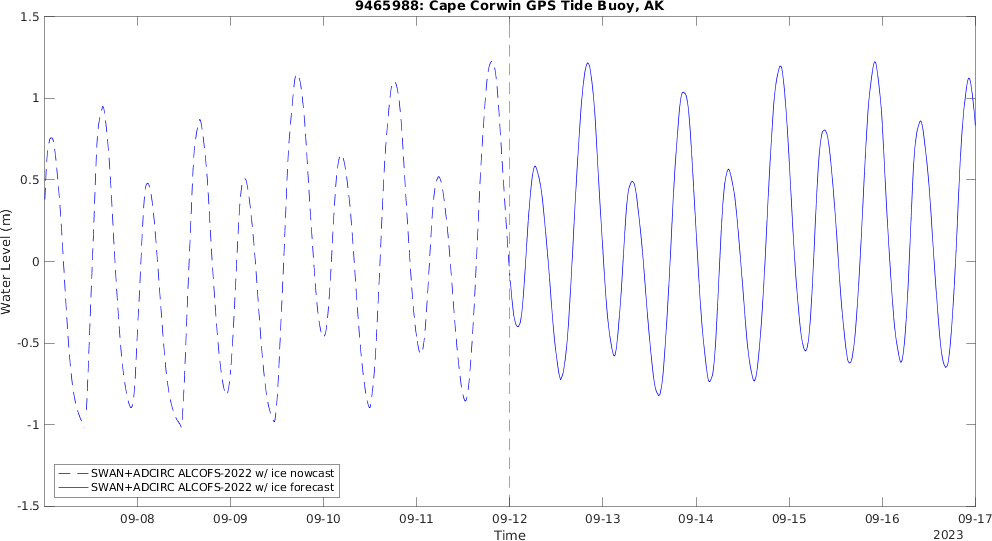 9465988: Cape Corwin GPS Tide Buoy, AK
1.5
1
0.5
0
-0.5
-1
-1.5
Water Level (m)
SWAN+ADCIRC ALCOFS-2022 w/ ice nowcast
SWAN+ADCIRC ALCOFS-2022 w/ ice forecast
09-08 09-09 09-10 09-11 09-12 09-13 09-14 09-15 09-16 09-17
Time
2023